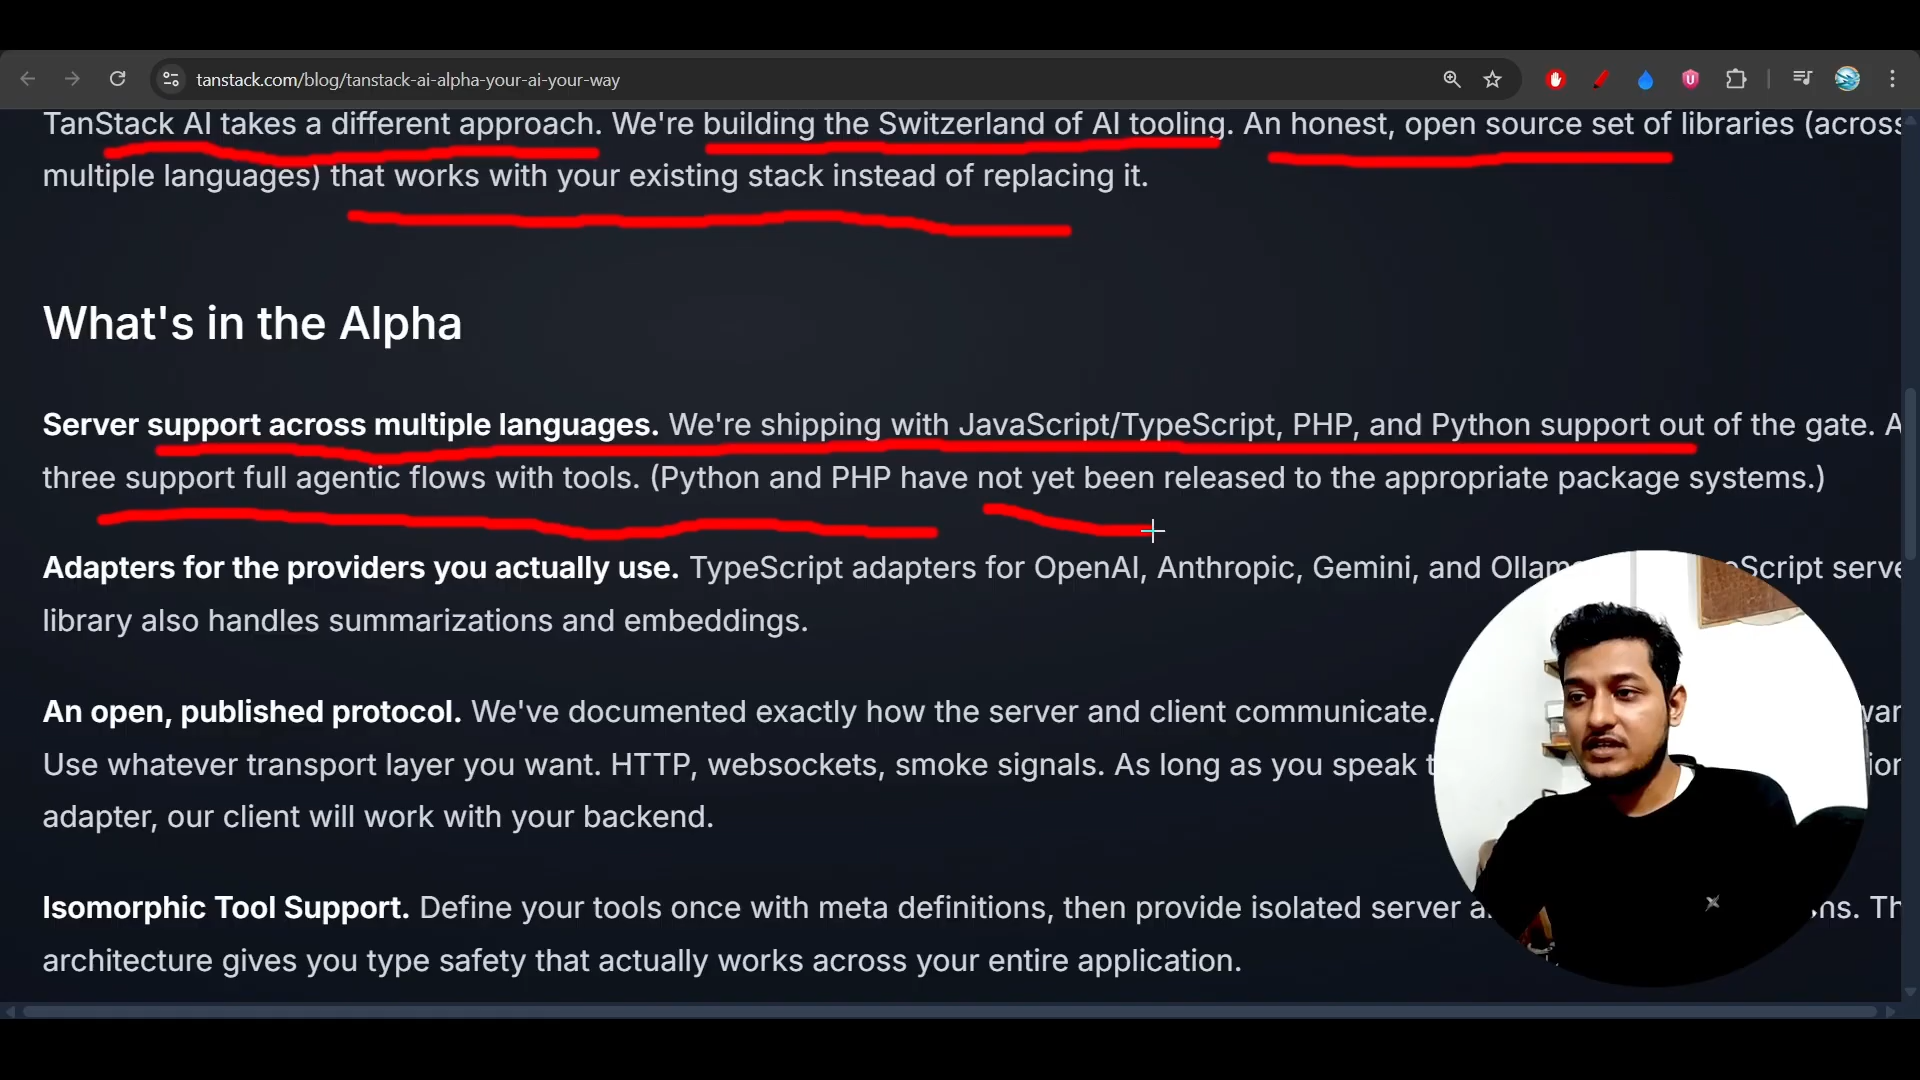 tanstack.com/blog/tanstack-ai-alpha-your-ai-your-way
TanStack AI takes a different approach. We're building the Switzerland of AI tooling. An honest, open source set of libraries (across
multiple languages) that works with your existing stack instead of replacing it.
What's in the Alpha
Server support across multiple languages. We're shipping with JavaScript/TypeScript, PHP, and Python support out of the gate. A
three support full agentic flows with tools. (Python and PHP have not yet been released to the appropriate package systems.)
Adapters for the providers you actually use. TypeScript adapters for OpenAI, Anthropic, Gemini, and
library also handles summarizations and embeddings.
An open, published protocol. We've documented exactly how the server and client communicate.
Use whatever transport layer you want. HTTP, websockets, smoke signals. As long as you speak
adapter, our client will work with your backend.
Isomorphic Tool Support. Define your tools once with meta definitions, then provide isolated server
architecture gives you type safety that actually works across your entire application.